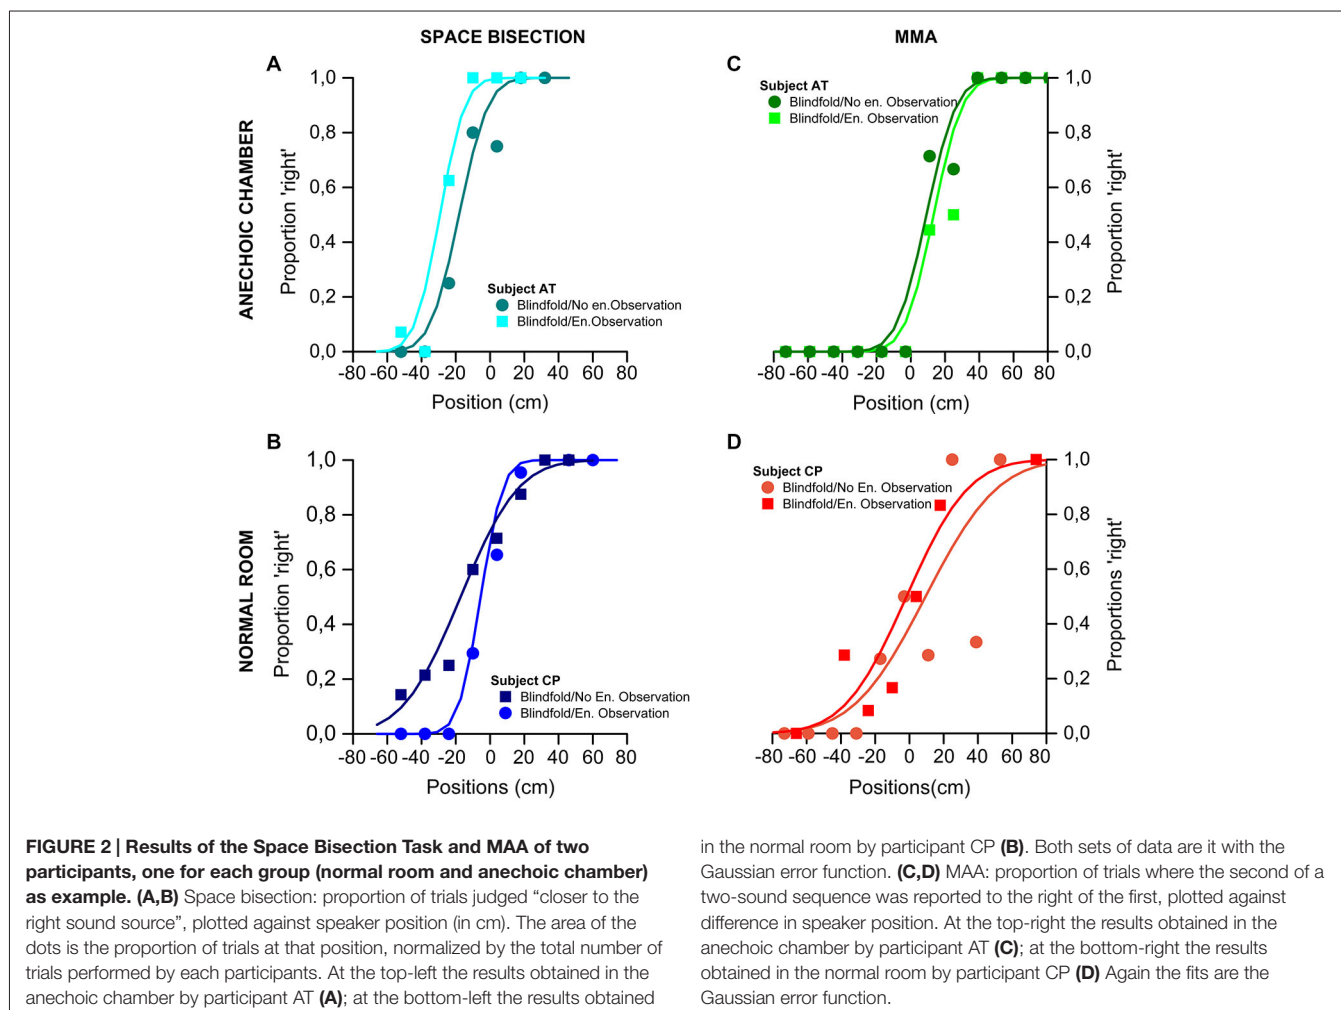 SPACE BISECTION
MMA
ANECHOIC CHAMBER
A
Proportion 'right'
1,0
0,8
0,6
0,4
0,2
0,0
Subject AT
Blindfold/No en.Observation
Blindfold/En.Observation
-80 -60 -40 -20 0 20 40 60 80
Position (cm)
C
Subject AT
Blindfold/No en. Observation
Blindfold/En. Observation
1,0
0,8
0,6
0,4
0,2
0,0
Proportion 'right'
-80 -60 -40 -20 0 20 40 60 80
Position (cm)
NORMAL ROOM
B
Proportion 'right'
1,0
0,8
0,6
0,4
0,2
0,0
Subject CP
Blindfold/No En. Observation
Blindfold/En. Observation
-80 -60 -40 -20 0 20 40 60 80
Positions (cm)
D
Subject CP
Blindfold/No En. Observation
Blindfold/En. Observation
1,0
0,8
0,6
0,4
0,2
0,0
Proportions 'right'
-80 -60 -40 -20 0 20 40 60 80
Positions(cm)
FIGURE 2 | Results of the Space Bisection Task and MAA of two
participants, one for each group (normal room and anechoic chamber)
as example. (A,B) Space bisection: proportion of trials judged “closer to the
right sound source”, plotted against speaker position (in cm). The area of the
dots is the proportion of trials at that position, normalized by the total number of
trials performed by each participants. At the top-left the results obtained in the
anechoic chamber by participant AT (A); at the bottom-left the results obtained
in the normal room by participant CP (B). Both sets of data are it with the
Gaussian error function. (C,D) MAA: proportion of trials where the second of a
two-sound sequence was reported to the right of the first, plotted against
difference in speaker position. At the top-right the results obtained in the
anechoic chamber by participant AT (C); at the bottom-right the results
obtained in the normal room by participant CP (D) Again the fits are the
Gaussian error function.